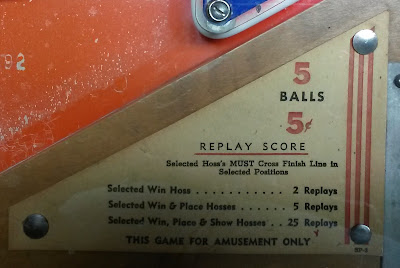 92
5
BALLS
5¢
REPLAY SCORE
Selected Hoss's MUST Cross Finish Line in
Selected Positions
Selected Win Hoss . . . . . . . . . . . 2 Replays
Selected Win & Place Hosses . . . . . . 5 Replays
Selected Win, Place & Show Hosses . . 25 Replays
THIS GAME FOR AMUSEMENT ONLY